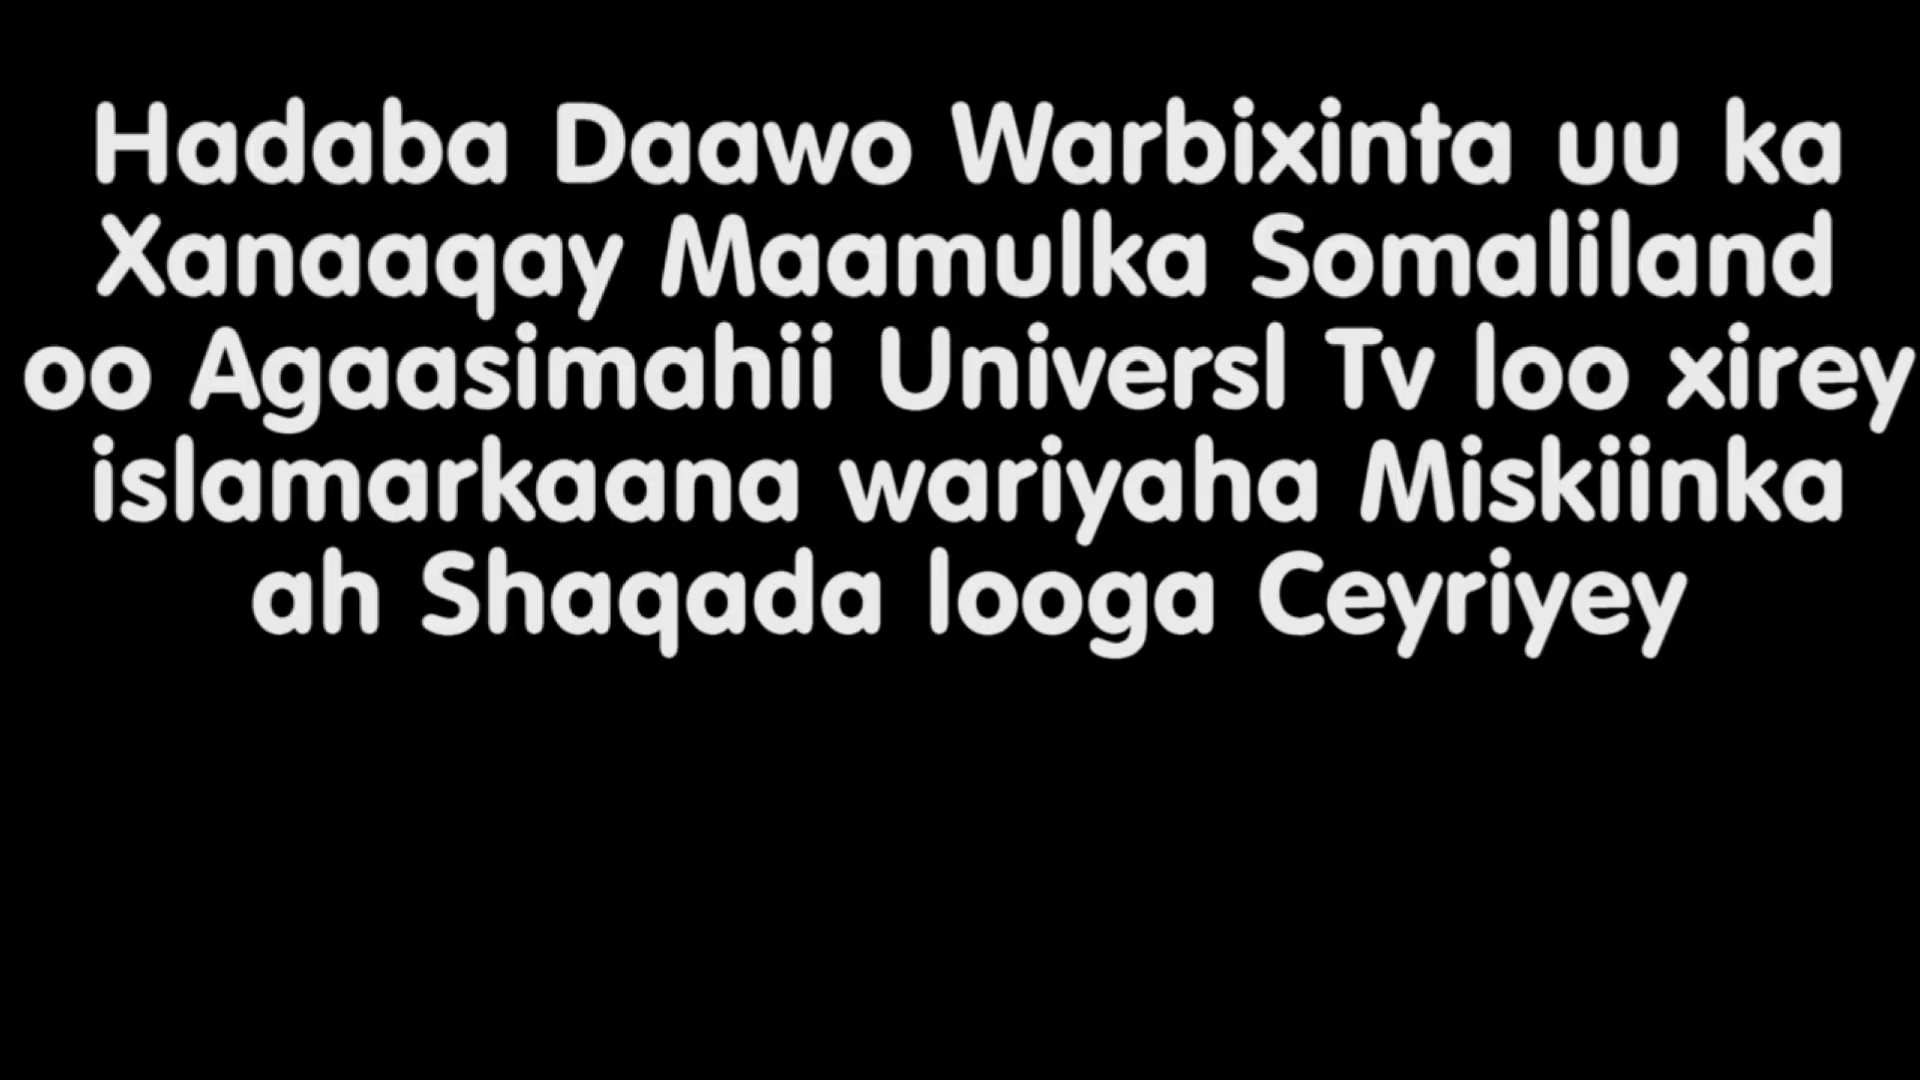 Hadaba Daawo Warbixinta uu ka
Xanaaqay Maamulka Somaliland
oo Agaasimahii Universl Tv loo xirey
islamarkaana wariyaha Miskiinka
ah Shaqada looga Ceyriyey